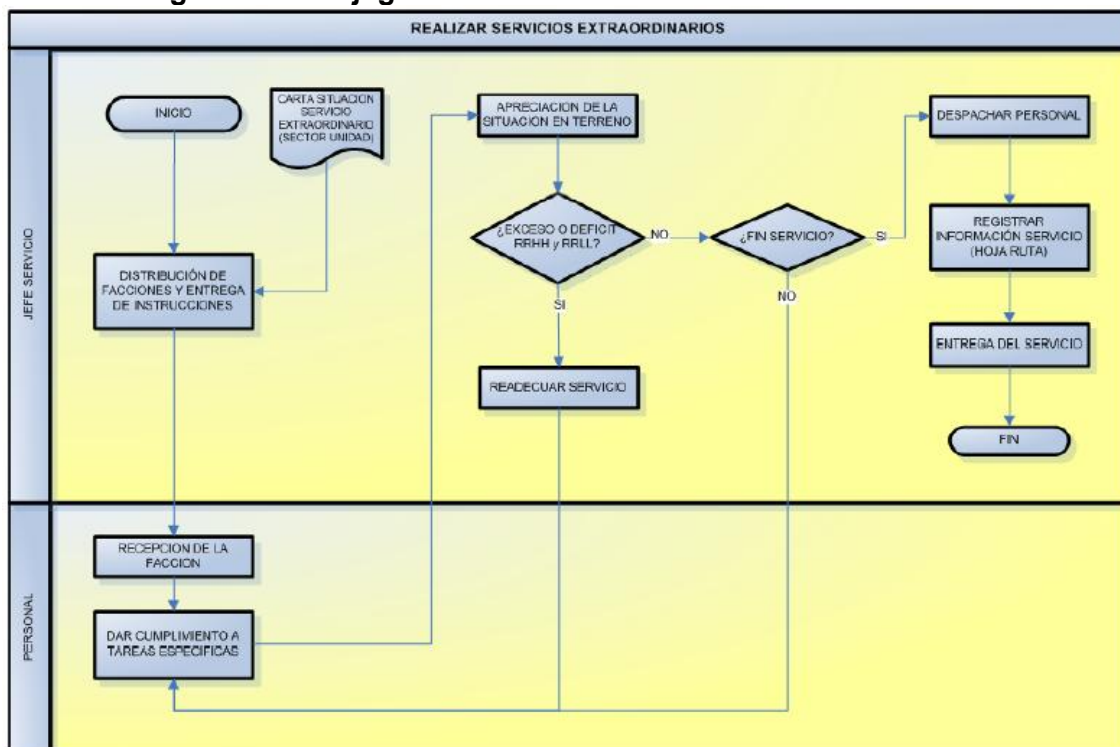 REALIZAR SERVICIOS EXTRAORDINARIOS
JEFE SERVICIO
INICIO
CARTA SITUACION
SERVICIO
EXTRAORDINARIO
(SECTOR UNIDAD)
DISTRIBUCIÓN DE
FACCIONES Y ENTREGA
DE INSTRUCCIONES
APRECIACION DE LA
SITUACION EN TERRENO
¿EXCESO O DEFICIT
RRHH y RRLL?
NO
SI
READECUAR SERVICIO
¿FIN SERVICIO?
SI
NO
DESPACHAR PERSONAL
REGISTRAR
INFORMACIÓN SERVICIO
(HOJA RUTA)
ENTREGA DEL SERVICIO
FIN
PERSONAL
RECEPCION DE LA
FACCION
DAR CUMPLIMIENTO A
TAREAS ESPECIFICAS